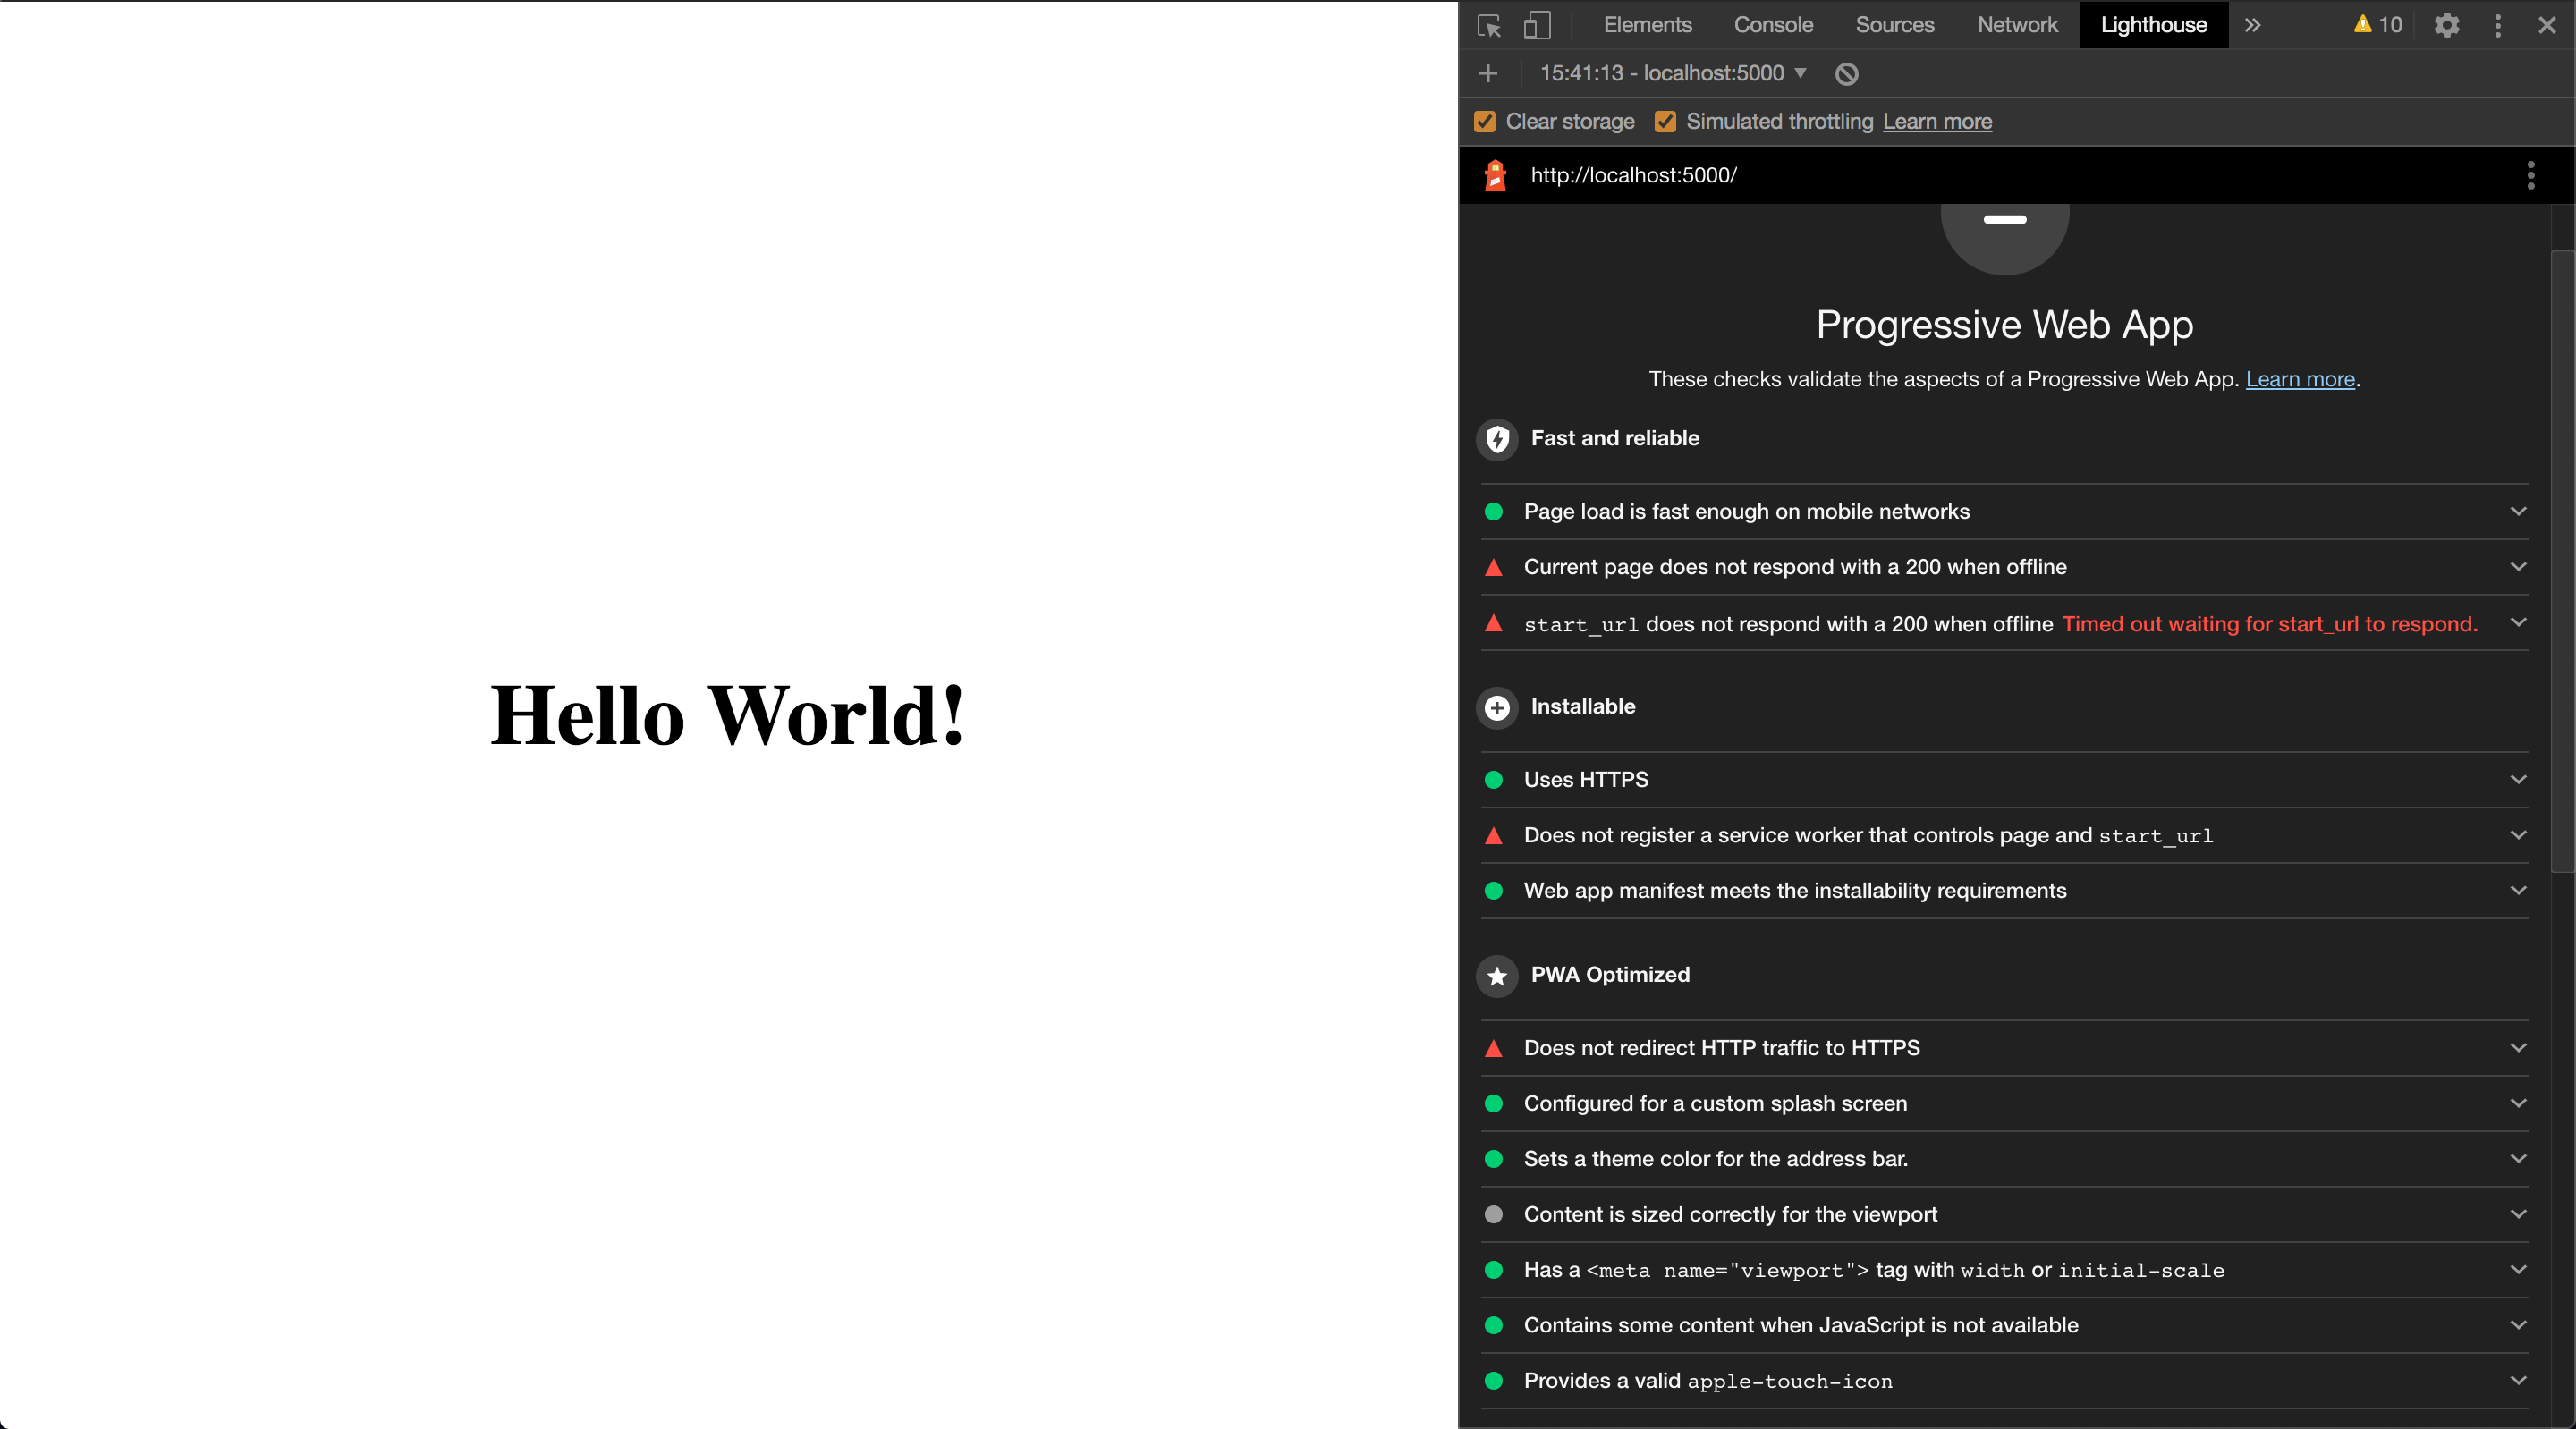 Hello World!
Elements Console Sources Network Lighthouse » 10
15:41:13 - localhost:5000
Clear storage Simulated throttling Learn more
http://localhost:5000/
Progressive Web App
These checks validate the aspects of a Progressive Web App. Learn more.
Fast and reliable
Page load is fast enough on mobile networks
Current page does not respond with a 200 when offline
start_url does not respond with a 200 when offline Timed out waiting for start_url to respond.
Installable
Uses HTTPS
Does not register a service worker that controls page and start_url
Web app manifest meets the installability requirements
PWA Optimized
Does not redirect HTTP traffic to HTTPS
Configured for a custom splash screen
Sets a theme color for the address bar.
Content is sized correctly for the viewport
Has a <meta name="viewport"> tag with width or initial-scale
Contains some content when JavaScript is not available
Provides a valid apple-touch-icon